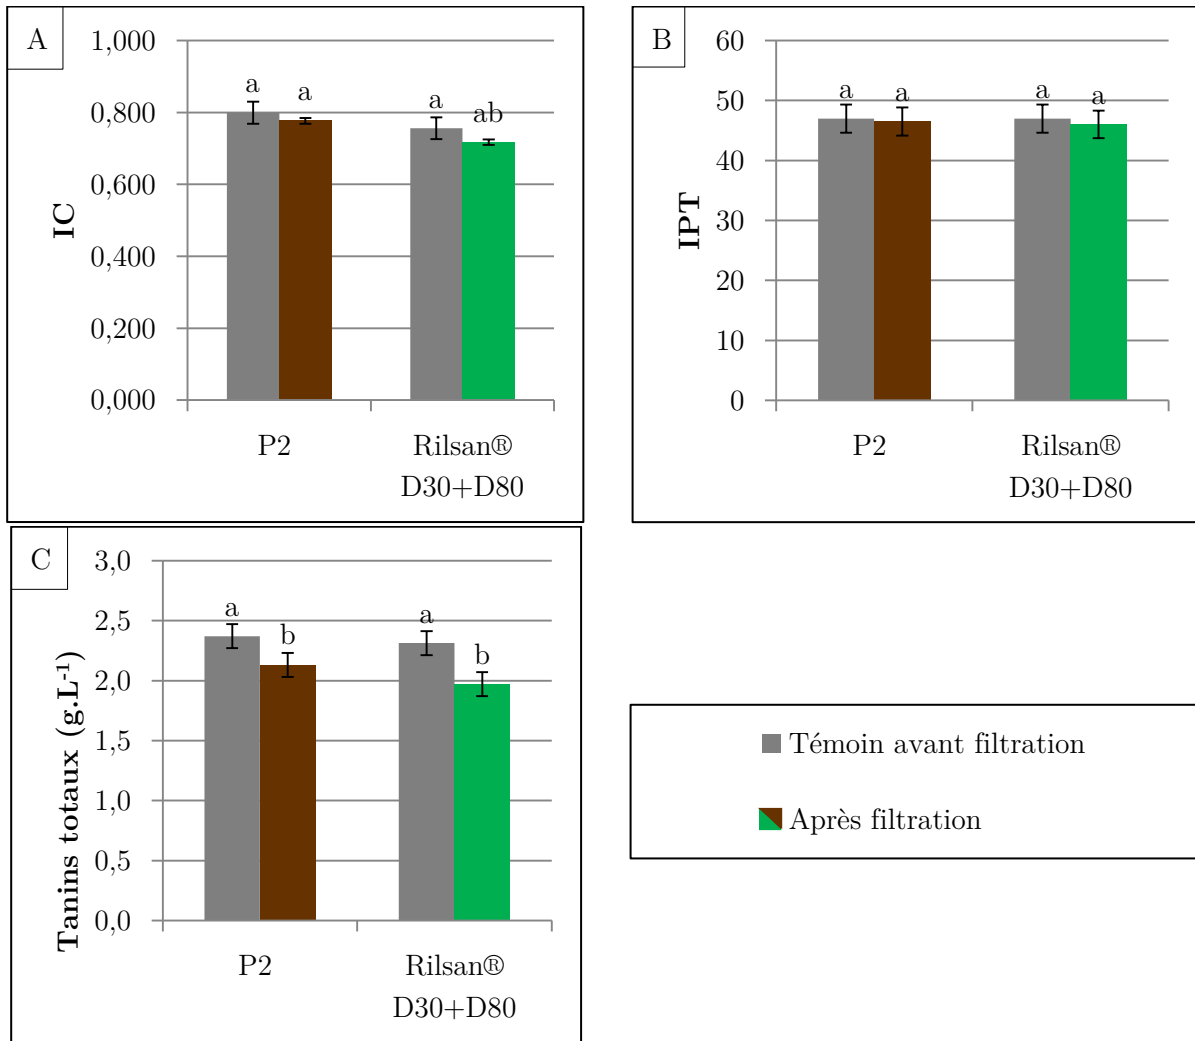 A
1,000
0,800
0,600
0,400
0,200
0,000
IC
a
a
a
ab
P2
Rilsan®
D30+D80
B
60
50
40
30
20
10
0
IPT
a
a
a
a
P2
Rilsan®
D30+D80
C
3,0
2,5
2,0
1,5
1,0
0,5
0,0
Tanins totaux (g.L⁻¹)
a
b
a
b
P2
Rilsan®
D30+D80
Témoin avant filtration
Après filtration